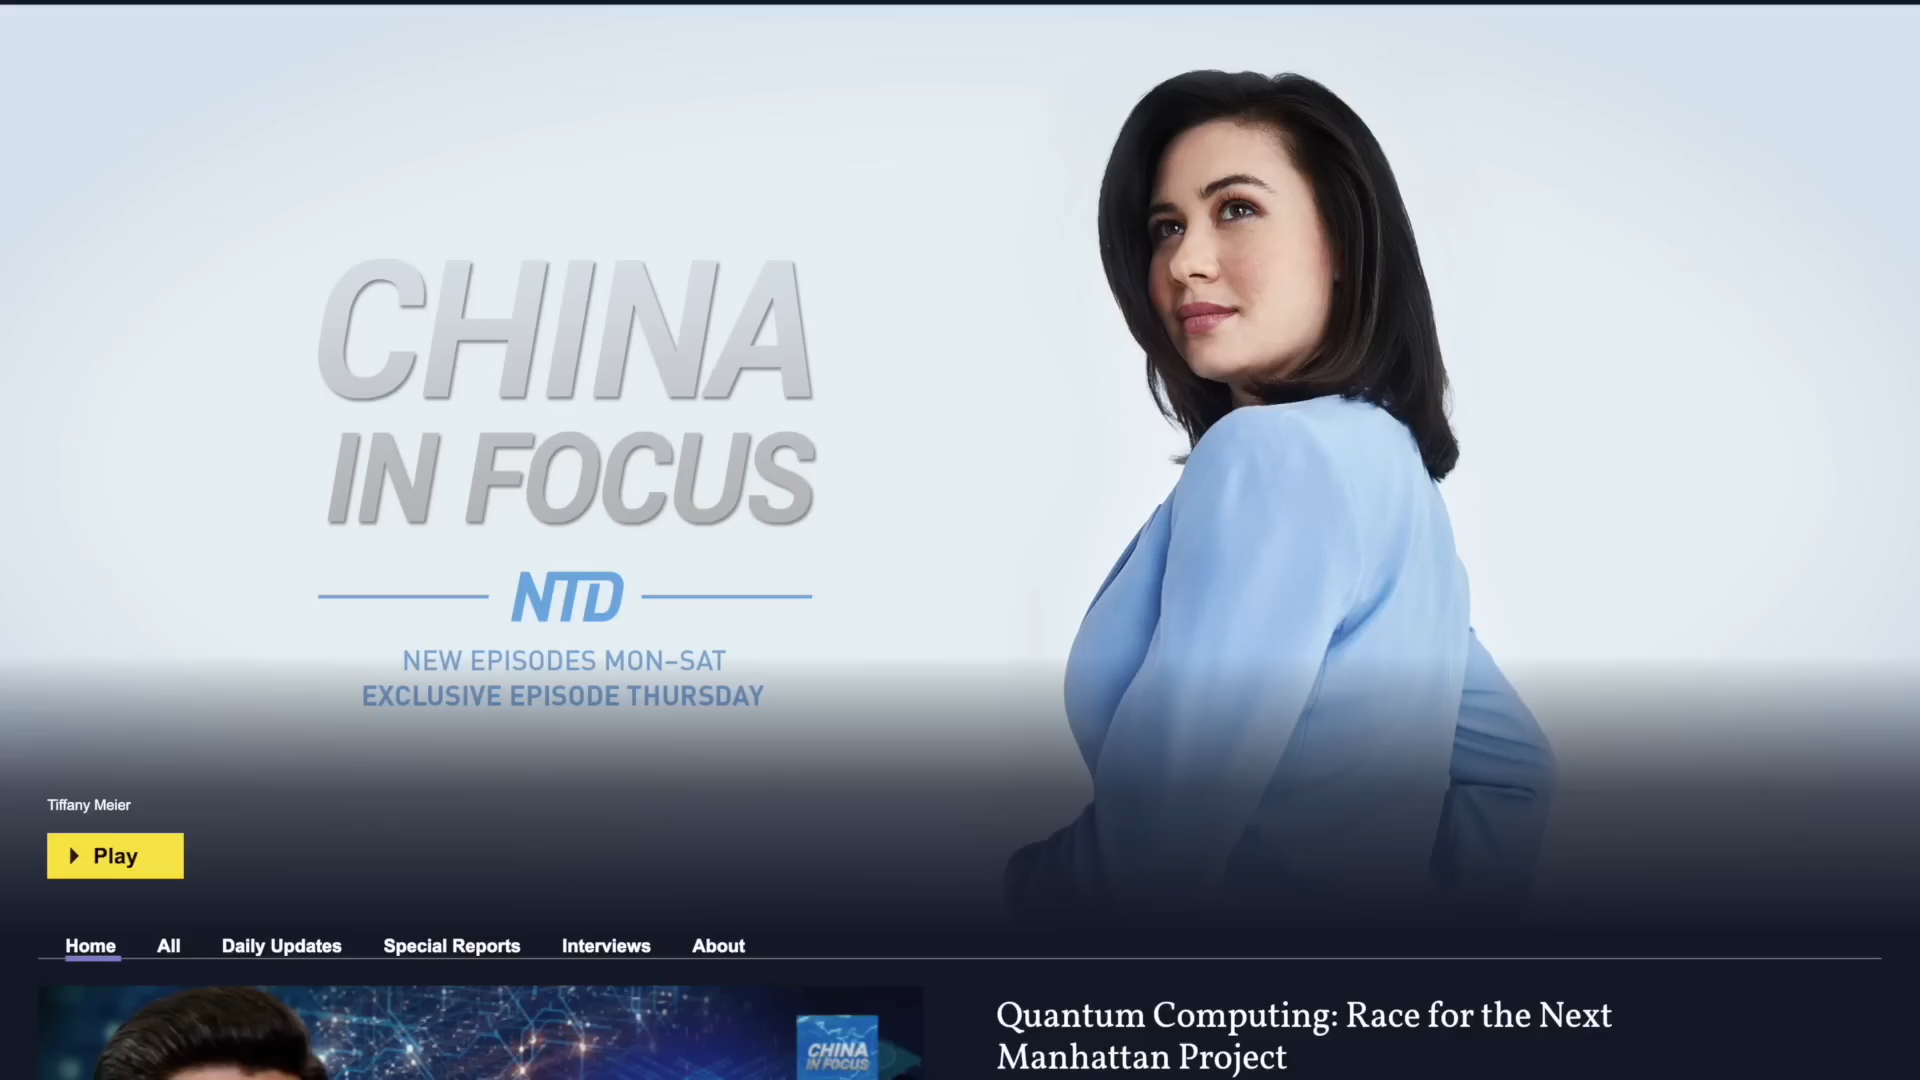 CHINA
IN FOCUS
NTD
NEW EPISODES MON–SAT
EXCLUSIVE EPISODE THURSDAY
Tiffany Meier
Play
Home All Daily Updates Special Reports Interviews About
CHINA
IN FOCUS
Quantum Computing: Race for the Next
Manhattan Project